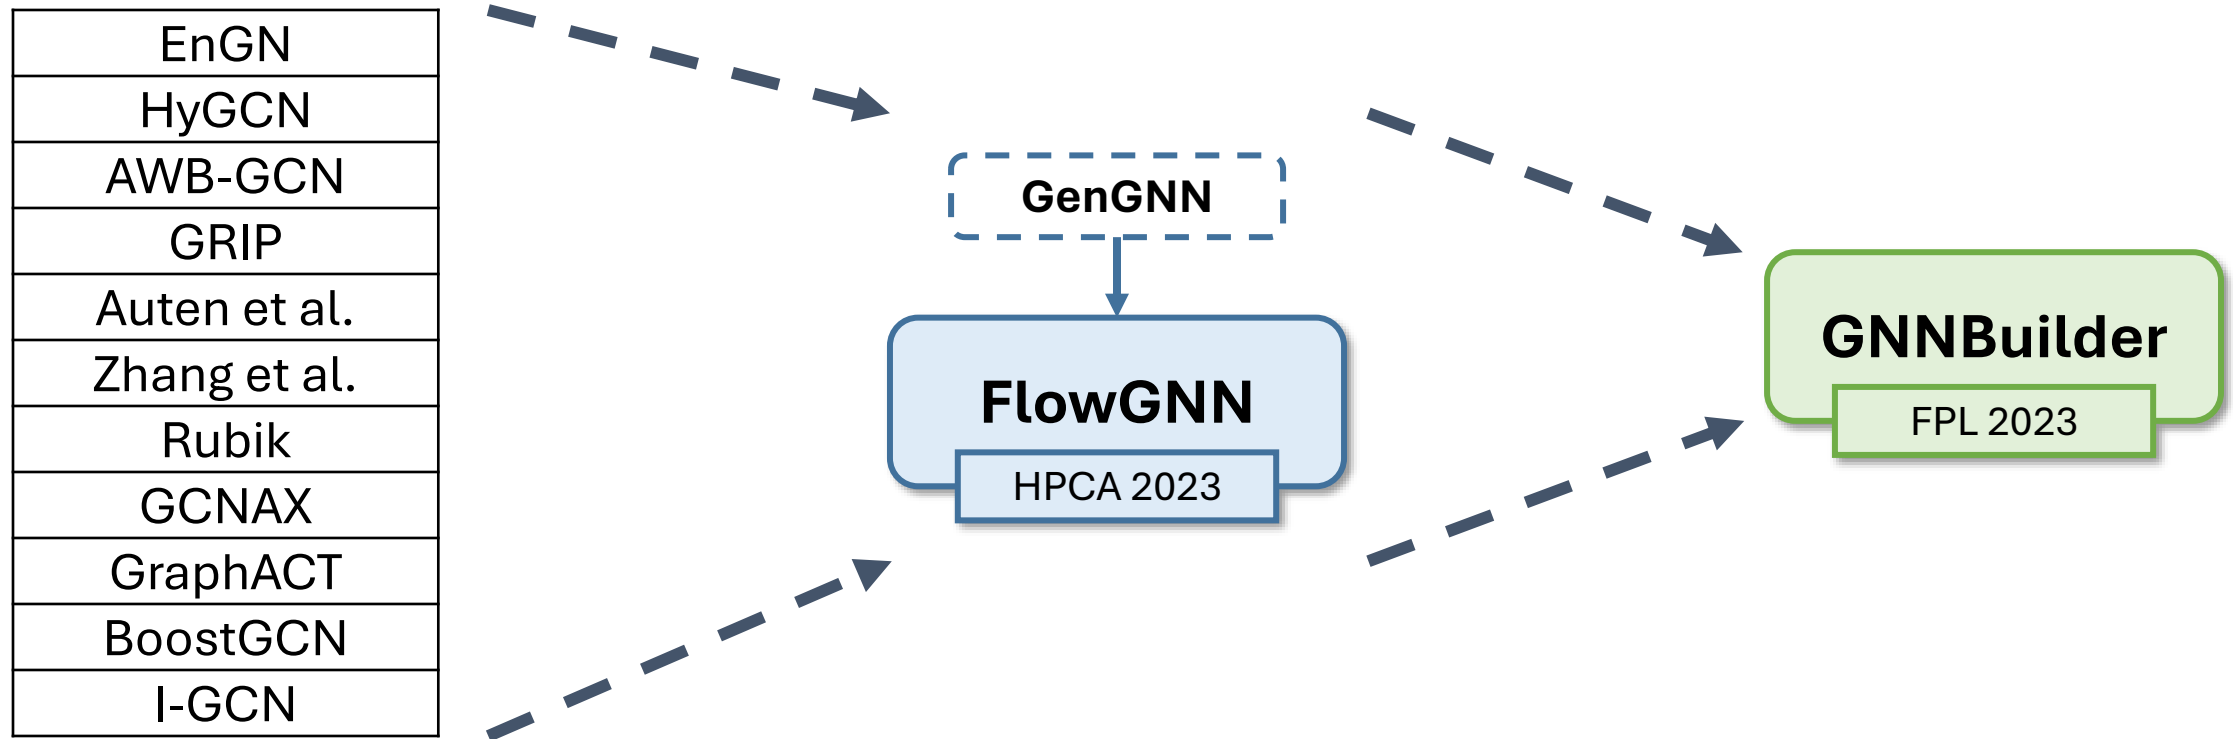 EnGN
HyGCN
AWB-GCN
GRIP
Auten et al.
Zhang et al.
Rubik
GCNAX
GraphACT
BoostGCN
I-GCN
GenGNN
FlowGNN
HPCA 2023
GNNBuilder
FPL 2023